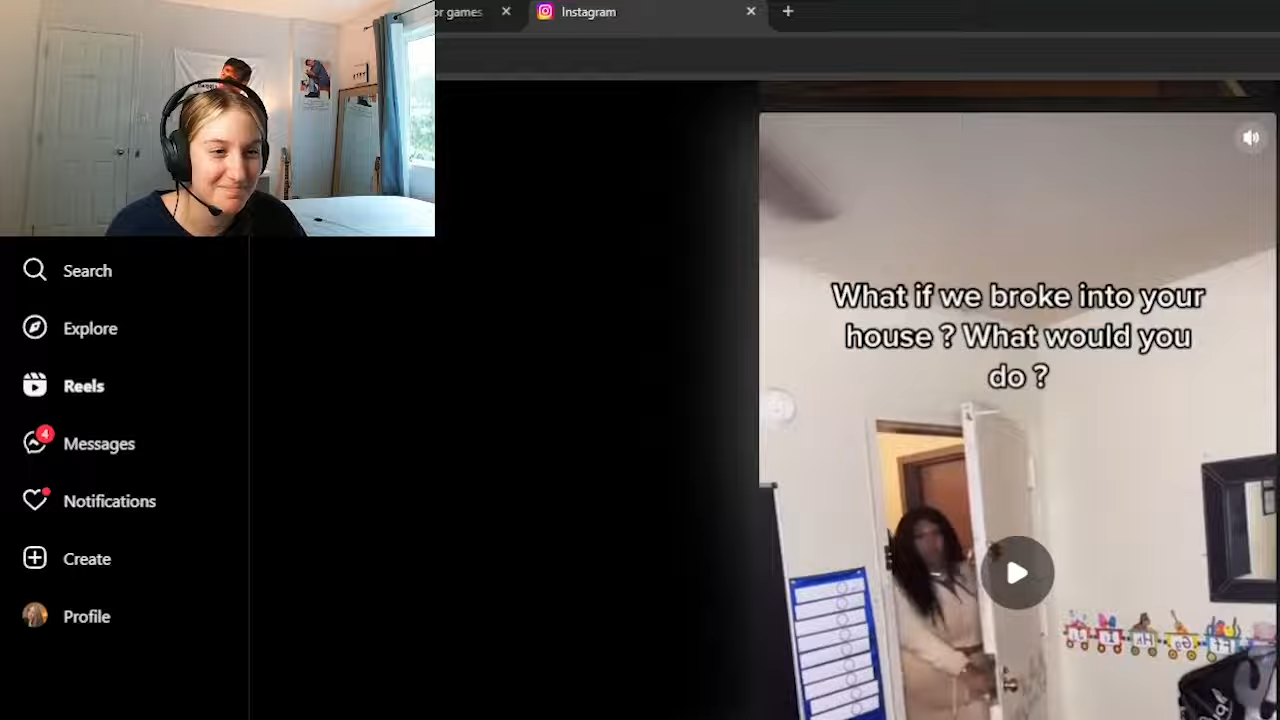 or games
Instagram
Search
Explore
Reels
4
Messages
Notifications
Create
Profile
What if we broke into your
house ? What would you
do ?